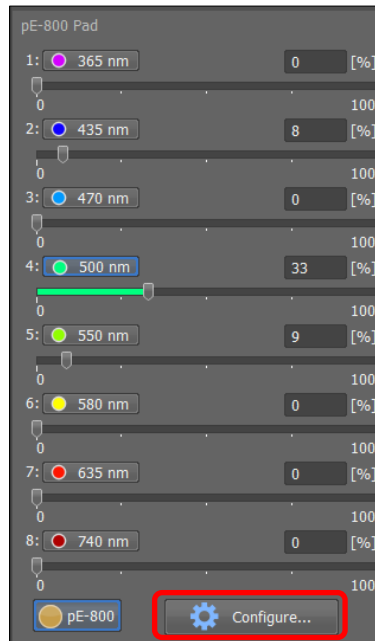 pE-800 Pad
1: 365 nm 0 [%]
0 100
2: 435 nm 8 [%]
0 100
3: 470 nm 0 [%]
0 100
4: 500 nm 33 [%]
0 100
5: 550 nm 9 [%]
0 100
6: 580 nm 0 [%]
0 100
7: 635 nm 0 [%]
0 100
8: 740 nm 0 [%]
0 100
pE-800 Configure...